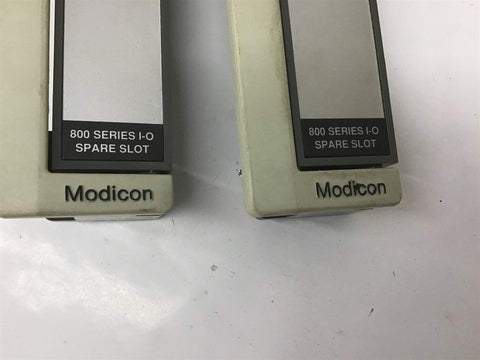 800 SERIES I-O
SPARE SLOT
Modicon
800 SERIES I-O
SPARE SLOT
Modicon